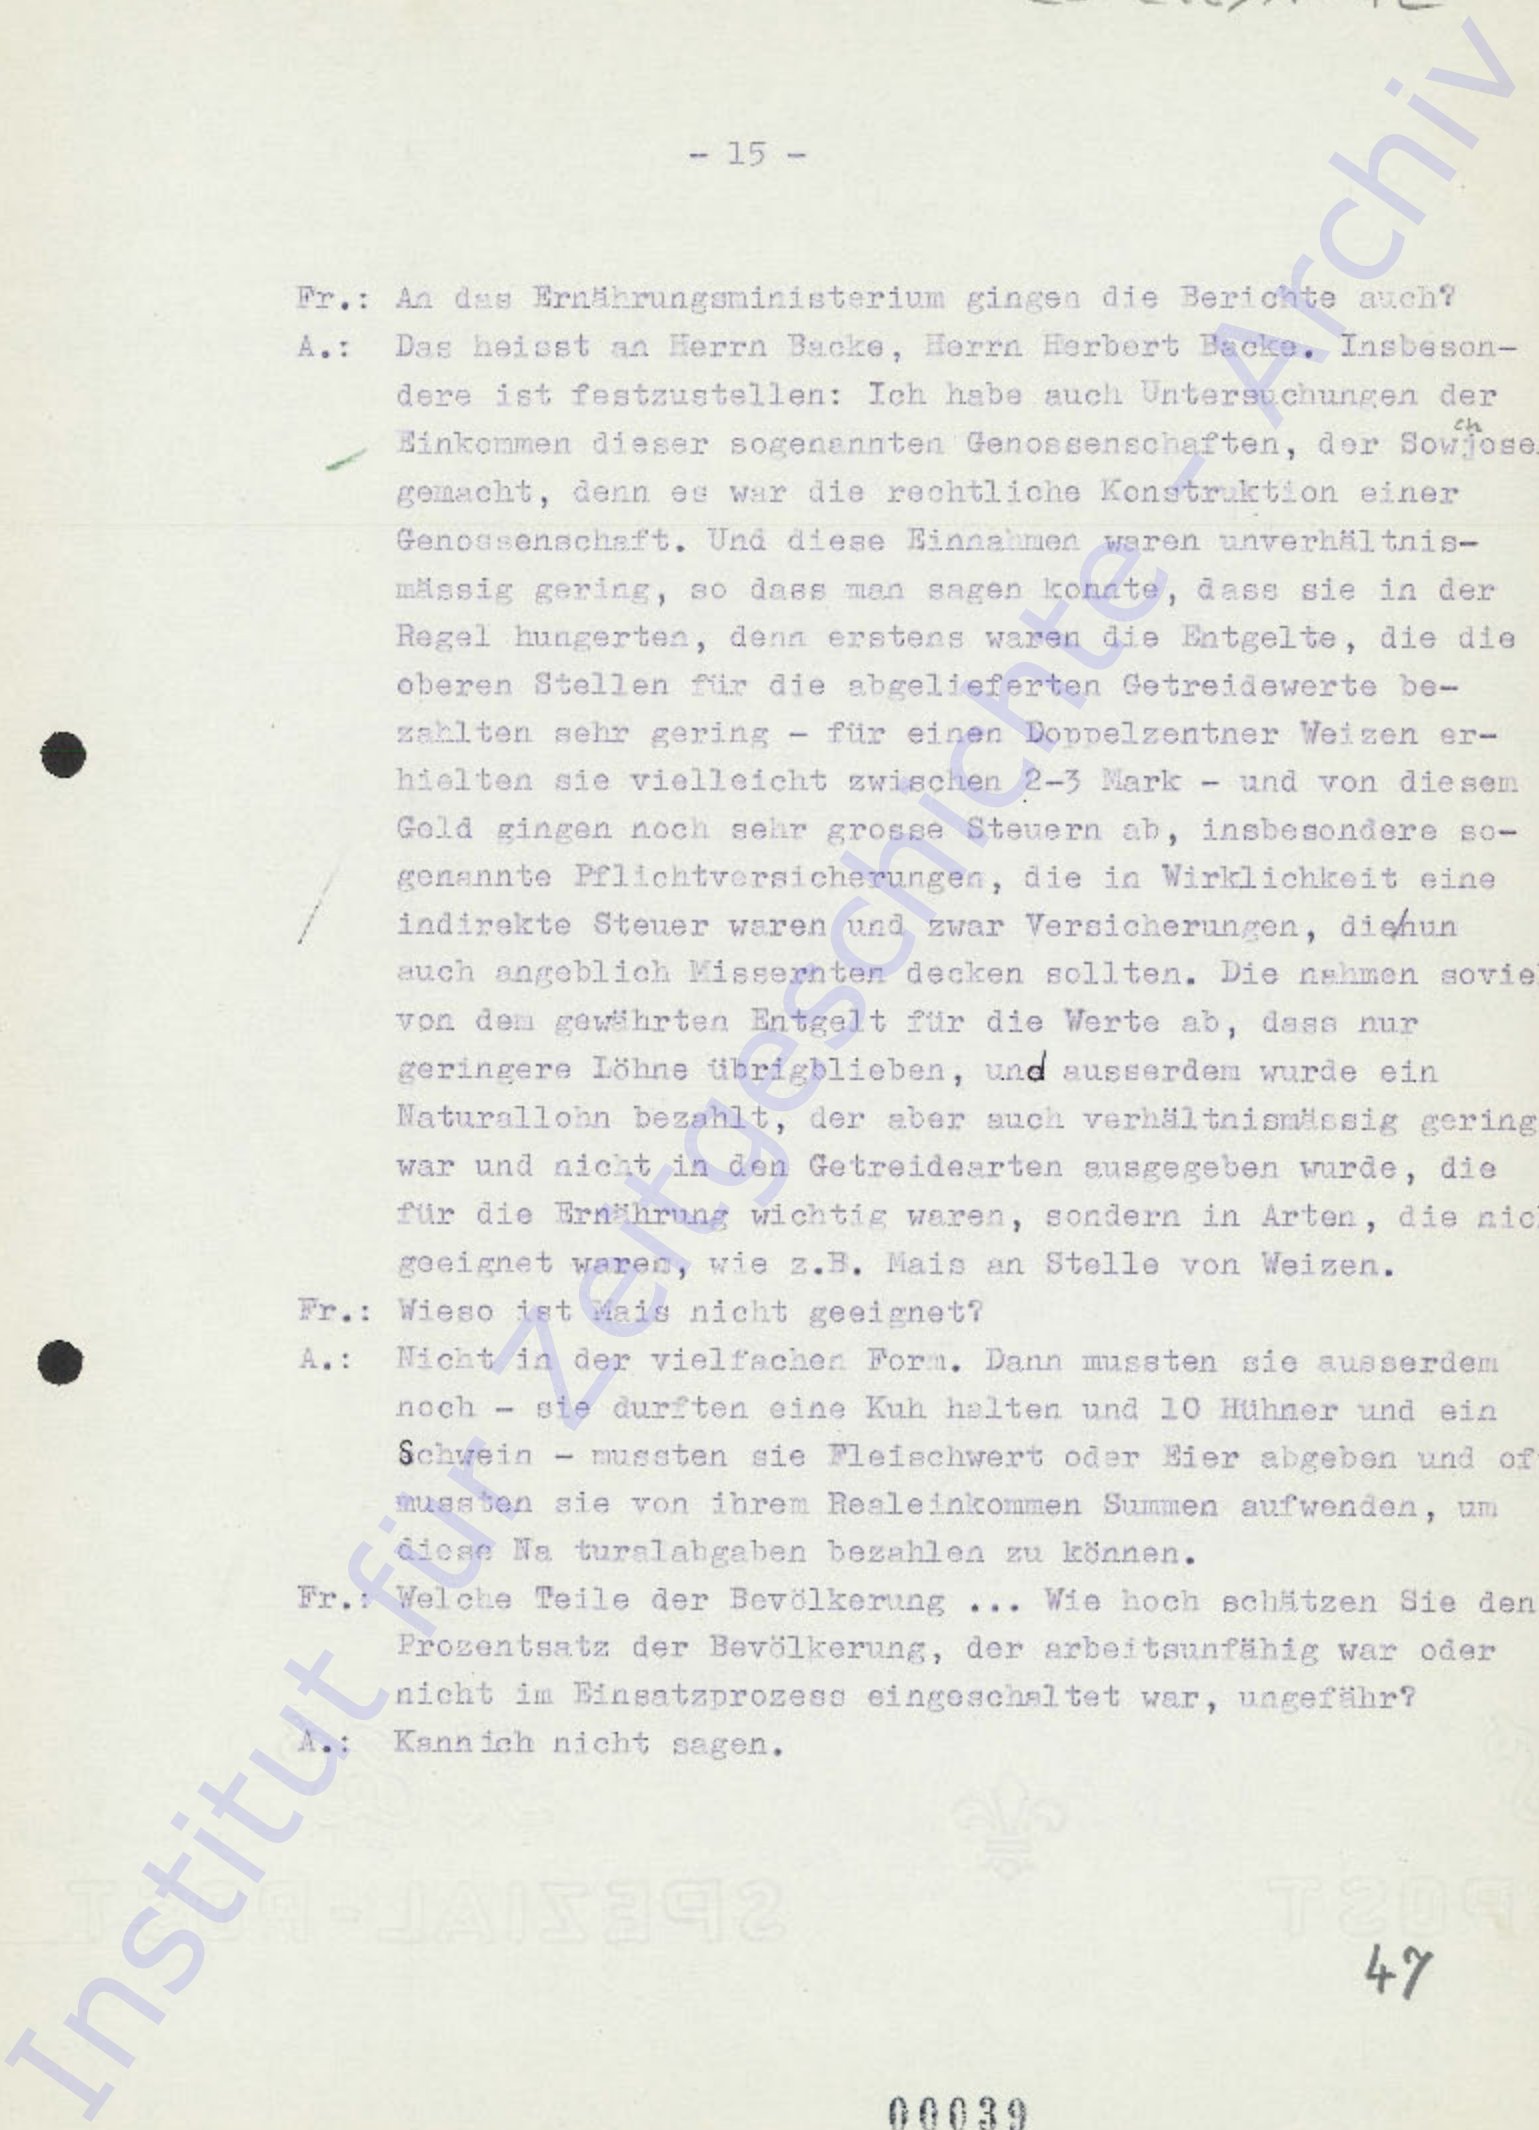 - 15 -
Fr.: An das Ernährungsministerium gingen die Berichte auch?
A.: Das heisst an Herrn Backe, Herrn Herbert Backe. Insbeson-
dere ist festzustellen: Ich habe auch Untersuchungen der
Einkommen dieser sogenannten Genossenschaften, der
gemacht, denn es war die rechtliche Konstruktion einer
Genossenschaft. Und diese Einnahmen waren unverhältnis-
mässig gering, so dass man sagen konnte, dass sie in der
Regel hungerten, denn erstens waren die Entgelte, die die
oberen Stellen für die abgelieferten Getreidewerte be-
zahlten sehr gering - für einen Doppelzentner Weizen er-
hielten sie vielleicht zwischen 2-3 Mark - und von diesem
Geld gingen noch sehr grosse Steuern ab, insbesondere so-
genannte Pflichtversicherungen, die in Wirklichkeit eine
indirekte Steuer waren und zwar Versicherungen, die/nun
auch angeblich Missernten decken sollten. Die nahmen sovie
von dem gewährten Entgelt für die Werte ab, dass nur
geringere Löhne übrigblieben, und ausserdem wurde ein
Naturallohn bezahlt, der aber auch verhältnismässig gering
war und nicht in den Getreidearten ausgegeben wurde, die
für die Ernährung wichtig waren, sondern in Arten, die nic
geeignet waren, wie z.B. Mais an Stelle von Weizen.
Fr.: Wieso ist Mais nicht geeignet?
A.: Nicht in der vielfachen Form. Dann mussten sie ausserdem
noch - sie durften eine Kuh halten und 10 Hühner und ein
Schwein - mussten sie Fleischwert oder Eier abgeben und of
mussten sie von ihrem Realeinkommen Summen aufwenden, um
diese Na turalabgaben bezahlen zu können.
Fr.: Welche Teile der Bevölkerung ... Wie hoch schätzen Sie den
Prozentsatz der Bevölkerung, der arbeitsunfähig war oder
nicht im Einsatzprozess eingeschaltet war, ungefähr?
A.: Kann ich nicht sagen.
SPEZIAL-POST
POST
47
00039
Institut für Zeitgeschichte - Archiv